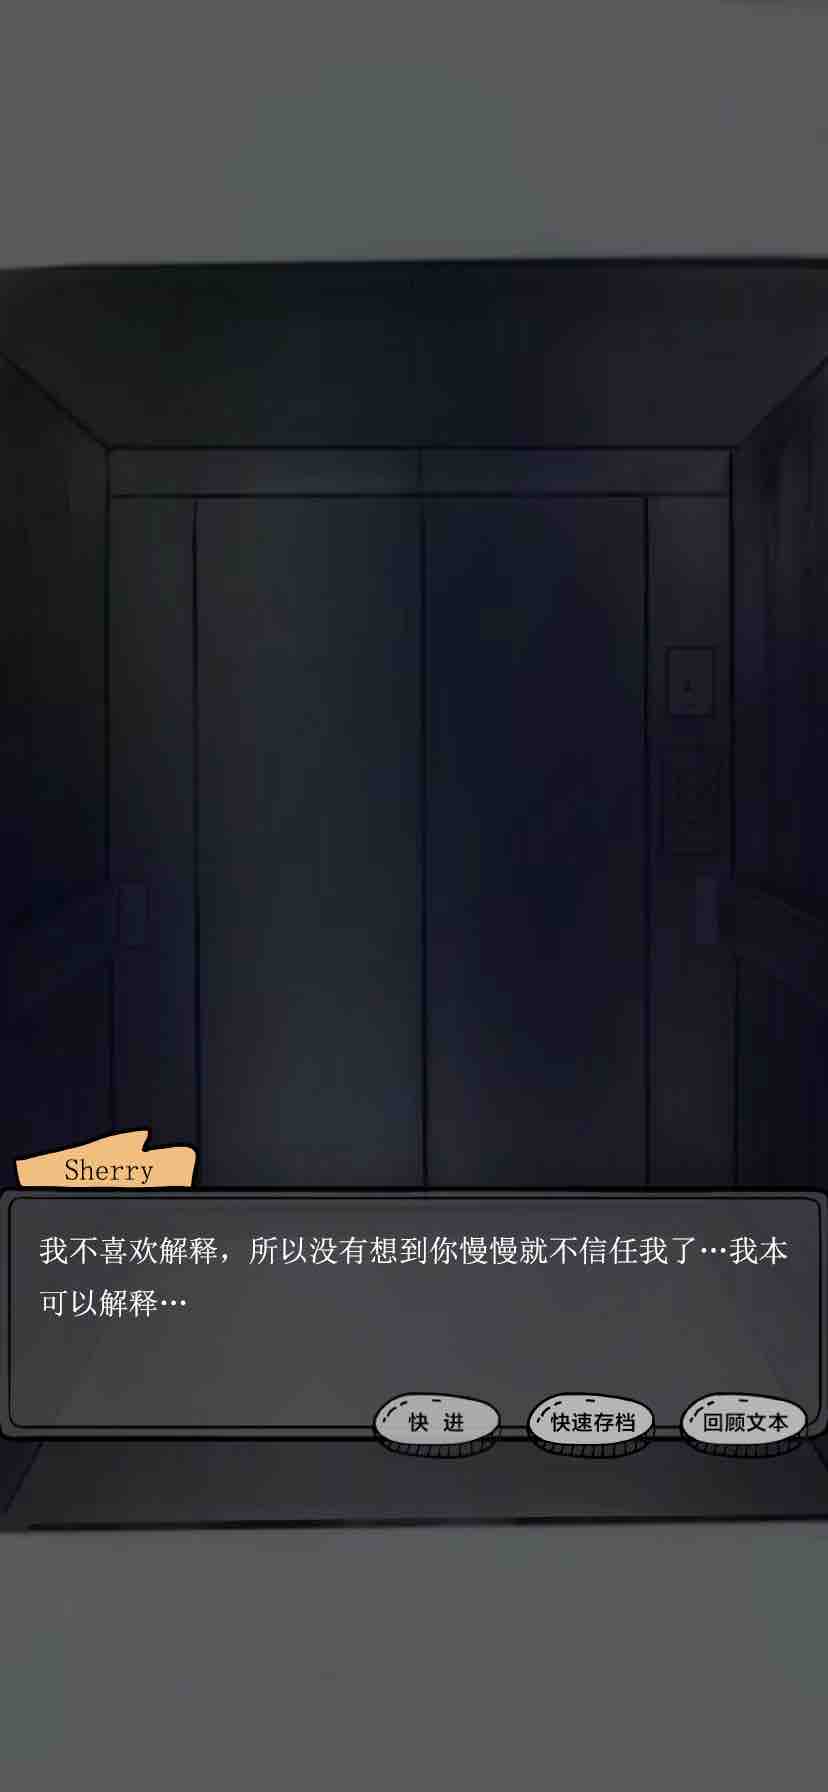 Sherry
我不喜欢解释，所以没有想到你慢慢就不信任我了…我本
可以解释…
快 进
快速存档
回顾文本